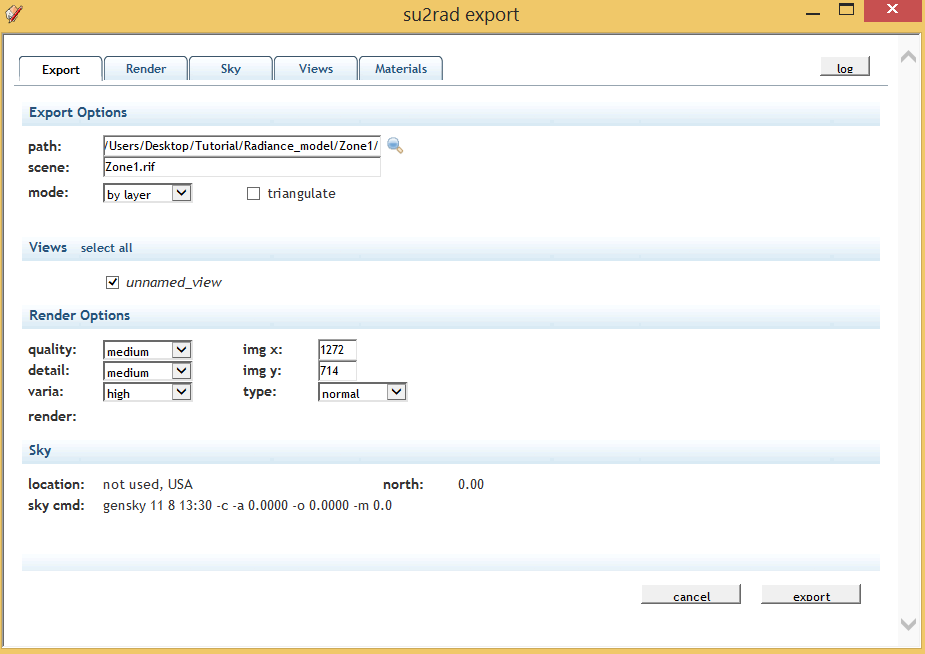 su2rad export
Export Render Sky Views Materials log
Export Options
path: /Users/Desktop/Tutorial/Radiance_model/Zone1/
scene: Zone1.rif
mode: by layer triangulate
Views select all
unnamed_view
Render Options
quality: medium img x: 1272
detail: medium img y: 714
varia: high type: normal
render:
Sky
location: not used, USA north: 0.00
sky cmd: gensky 11 8 13:30 -c -a 0.0000 -o 0.0000 -m 0.0
cancel export